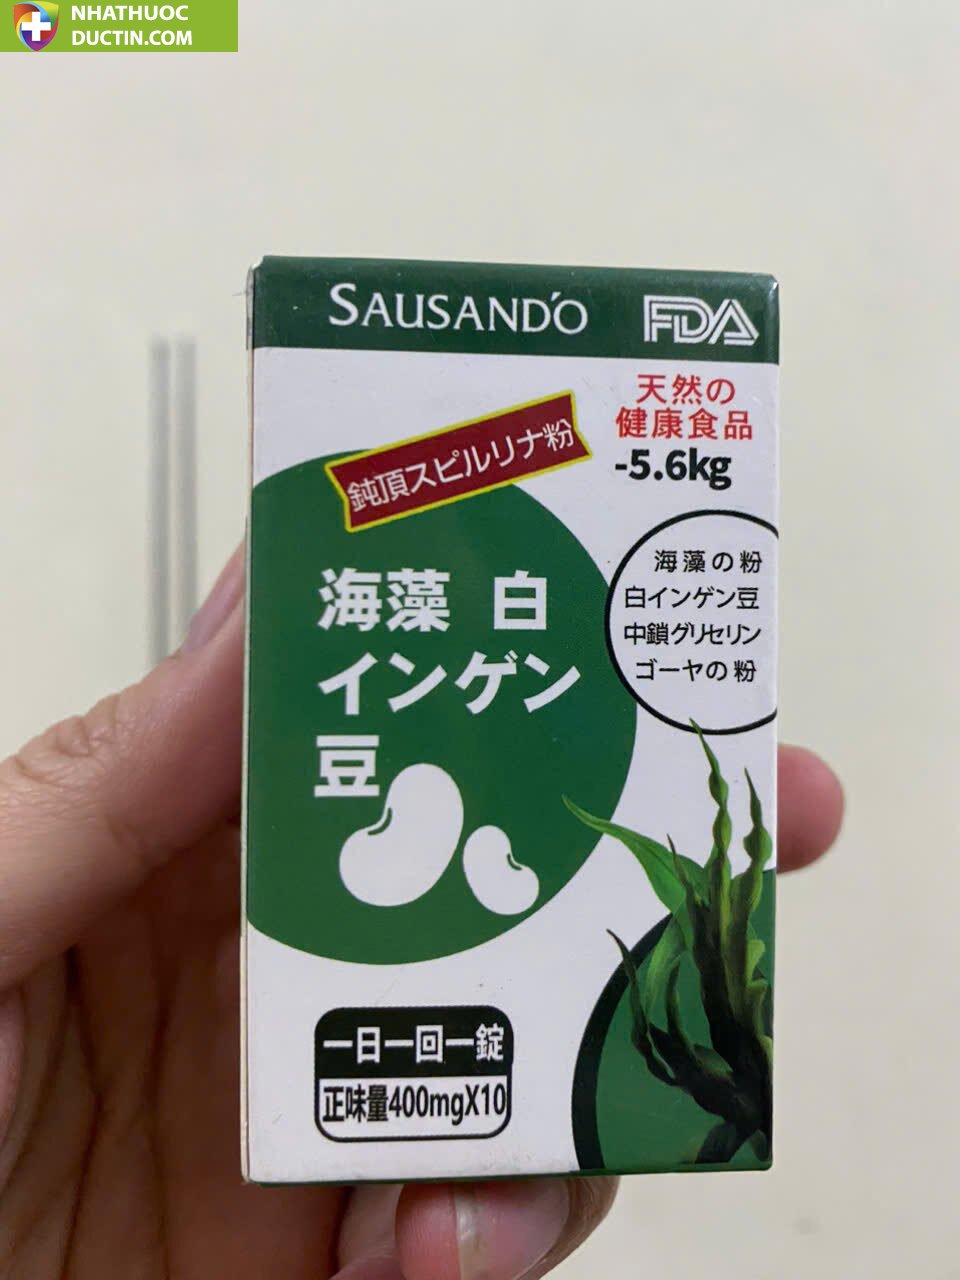 NHATHUOC
DUCTIN.COM
SAUSAND'O
FDA
天然の
健康食品
-5.6kg
鈍頂スピルリナ粉
海藻 白
インゲン
豆
海藻の粉
白インゲン豆
中鎖グリセリン
ゴーヤの粉
一日一回一錠
正味量400mgX10